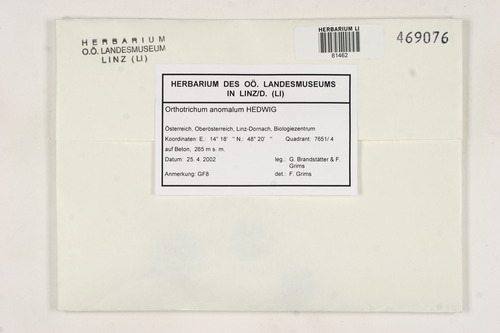 HERBARIUM
O.Ö. LANDESMUSEUM
LINZ (LI)
HERBARIUM LI
81462
469076
HERBARIUM DES OÖ. LANDESMUSEUMS
IN LINZ/D. (LI)
Orthotrichum anomalum HEDWIG
Österreich, Oberösterreich, Linz-Dornach, Biologiezentrum
Koordinaten: E.: 14° 18' " N.: 48° 20' " Quadrant: 7651/ 4
auf Beton, 265 m s. m.
Datum: 25. 4. 2002 leg.: G. Brandstätter & F. Grims
Anmerkung: GF8 det.: F. Grims